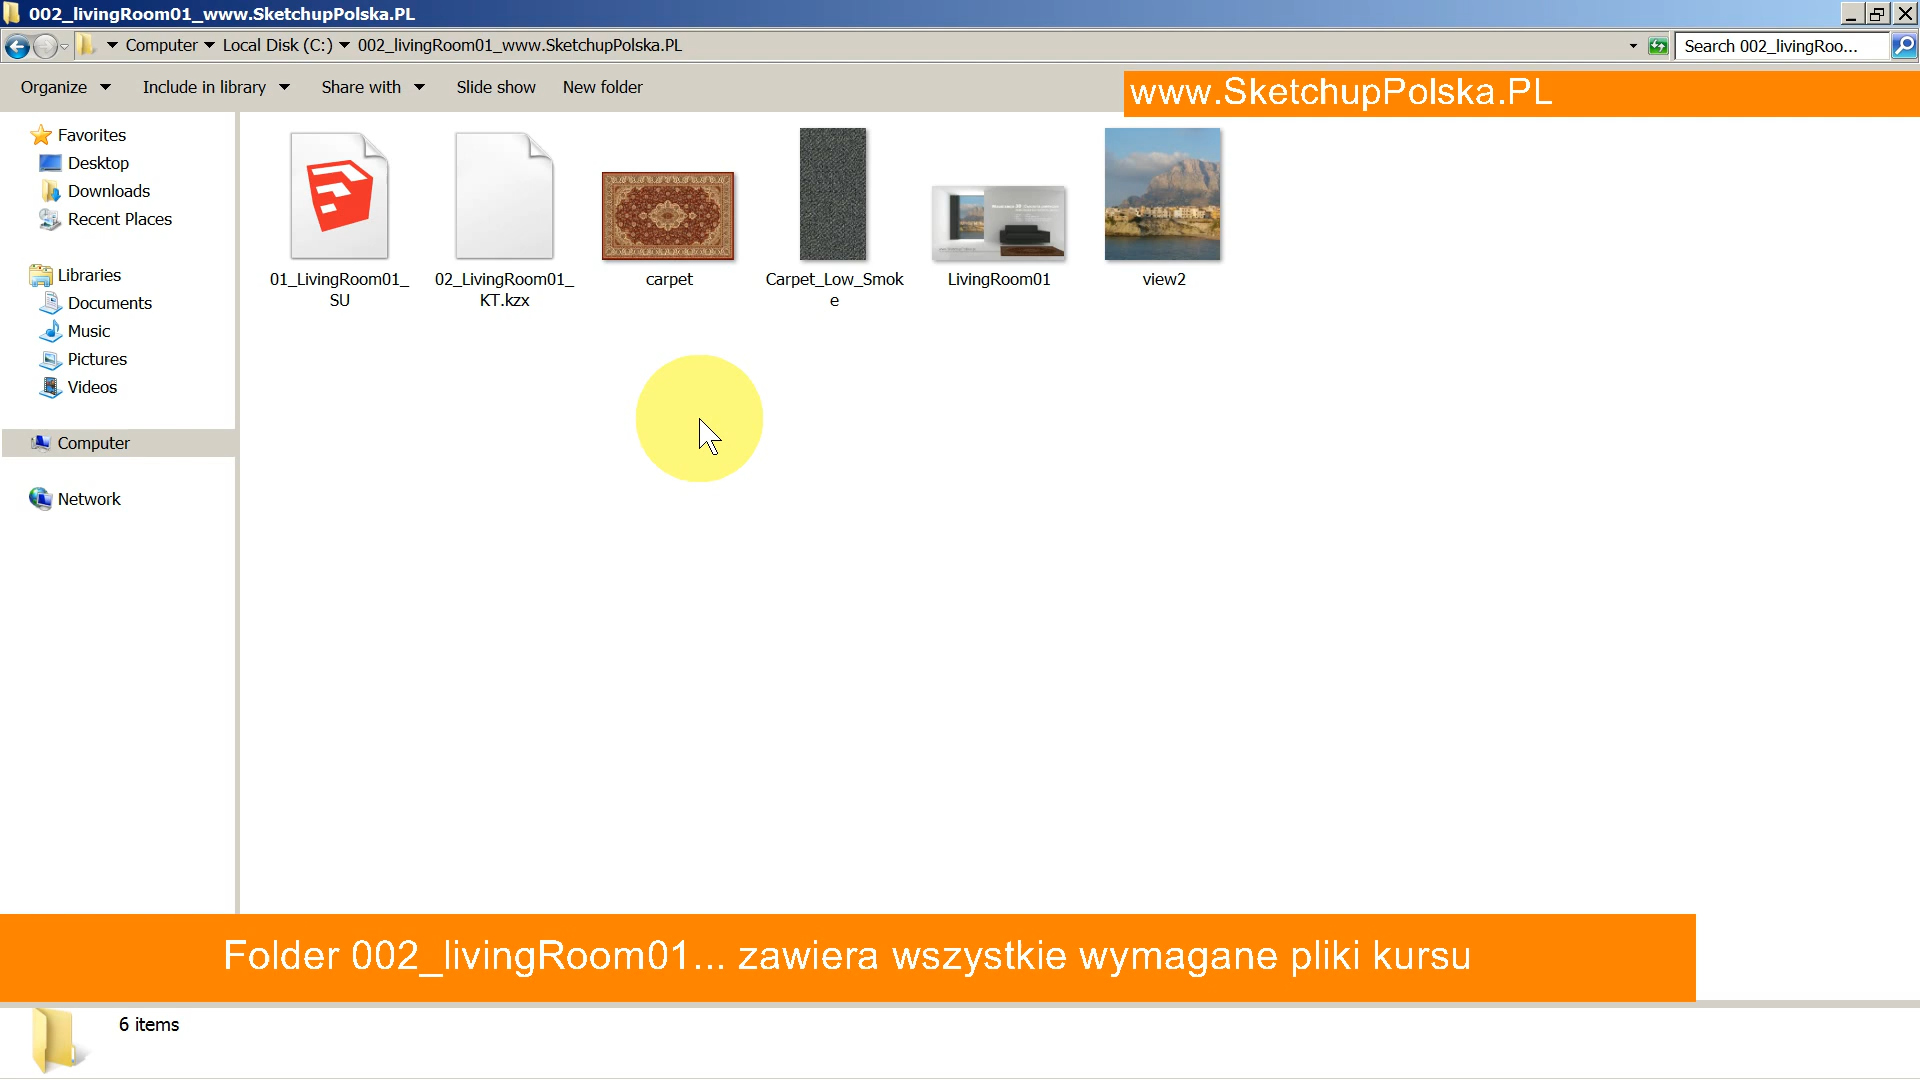 002_livingRoom01_www.SketchupPolska.PL
Computer Local Disk (C:) 002_livingRoom01_www.SketchupPolska.PL
Search 002_livingRoo...
Organize Include in library Share with Slide show New folder
www.SketchupPolska.PL
Favorites
Desktop
Downloads
Recent Places
Libraries
Documents
Music
Pictures
Videos
Computer
Network
01_LivingRoom01_
SU
02_LivingRoom01_
KT.kzx
carpet
Carpet_Low_Smok
e
LivingRoom01
view2
Folder 002_livingRoom01... zawiera wszystkie wymagane pliki kursu
6 items